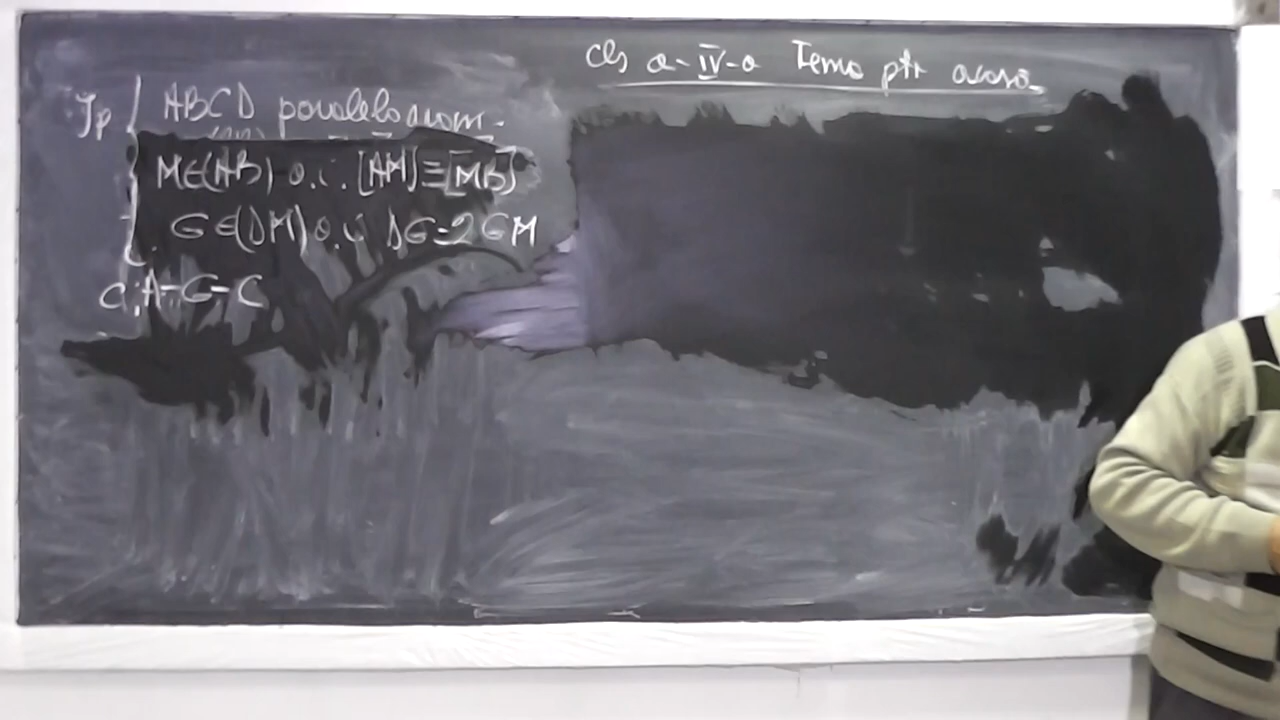 Cls a-IV-a Tema ptr acasă
Ip { ABCD paralelogram.
M∈(AB) a.î. [AM]≡[MB]
G∈(DM) a.î DG=2GM
C: A-G-C